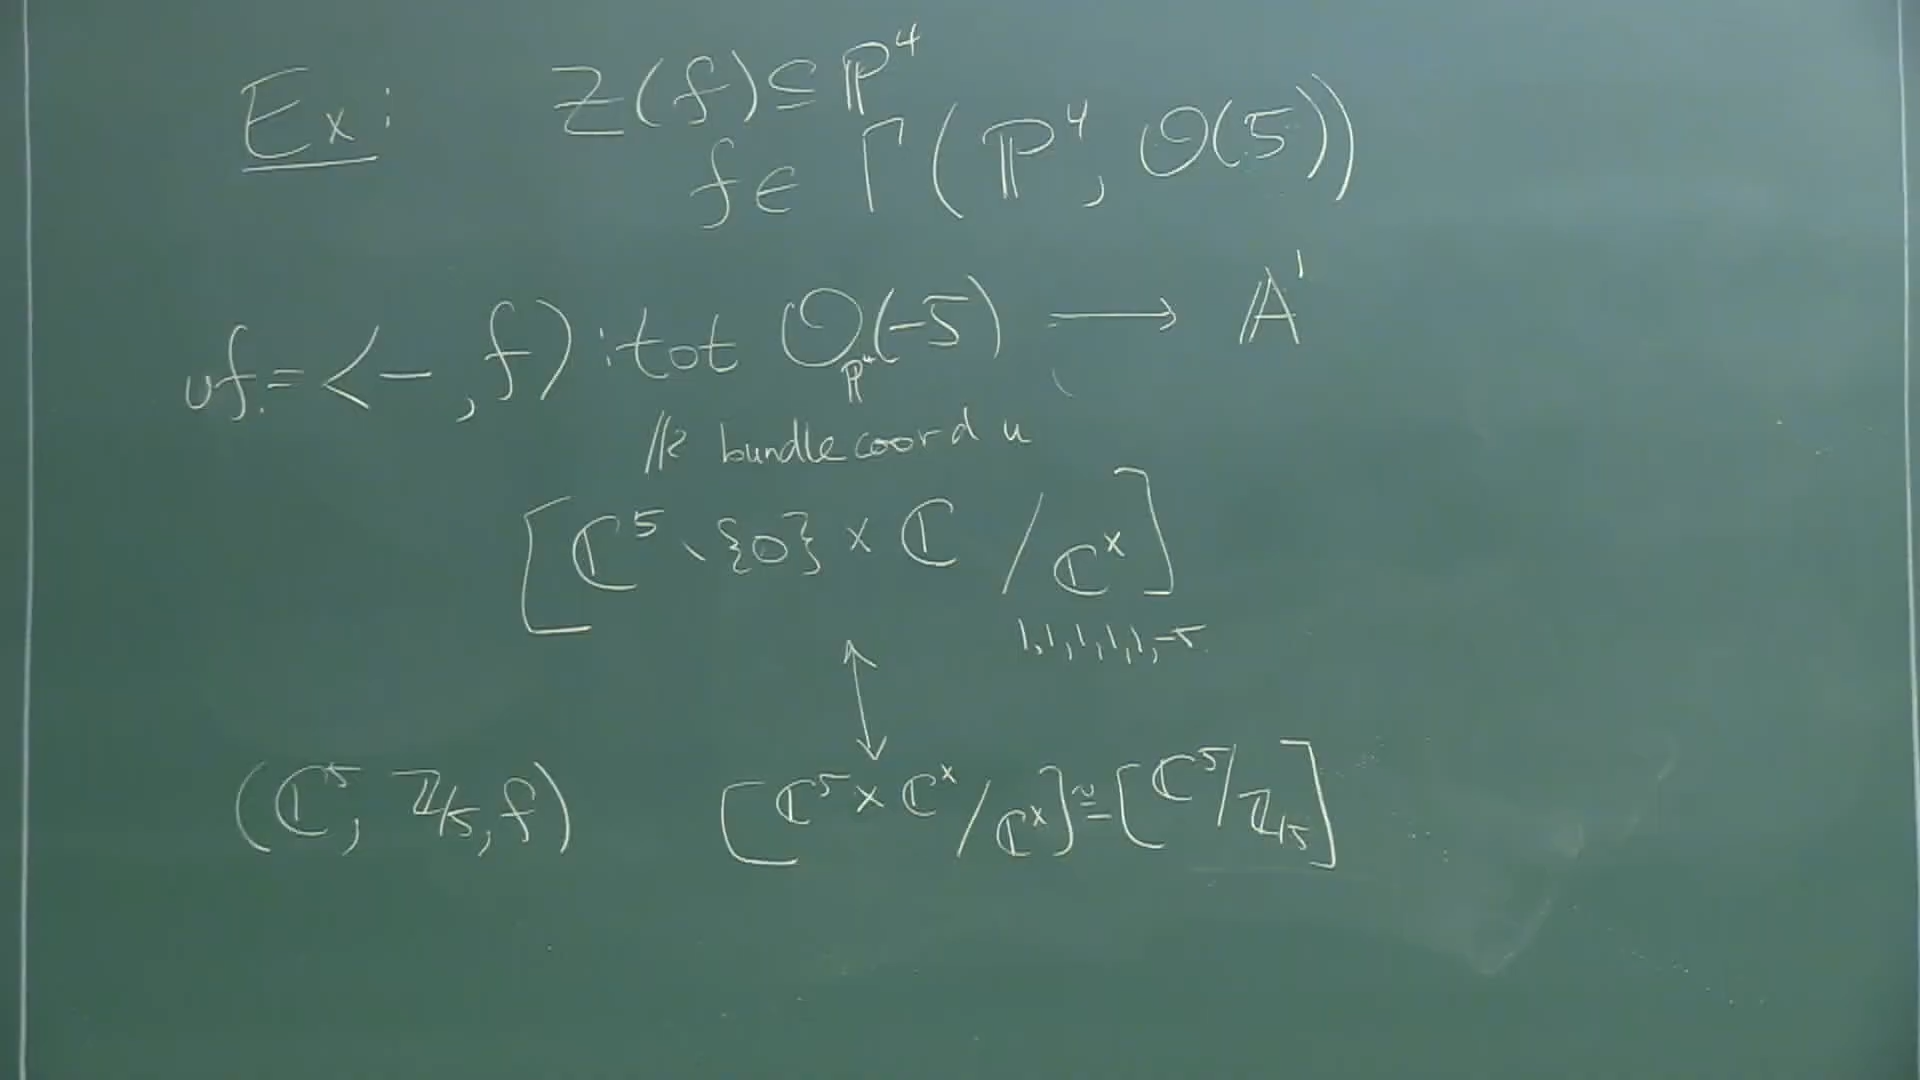 Ex: Z(f) ⊆ ℙ⁴
f ∈ Γ(ℙ⁴, O(5))
uf = <−, f> : tot O_ℙ⁴(−5) ⟶ 𝔸¹
≅ bundle coord u
[ℂ⁵ \ {0} × ℂ / ℂˣ]
1,1,1,1,1,−5
↕
(ℂ⁵, ℤ/5, f) [ℂ⁵ × ℂˣ / ℂˣ] ≅ [ℂ⁵ / ℤ/5]